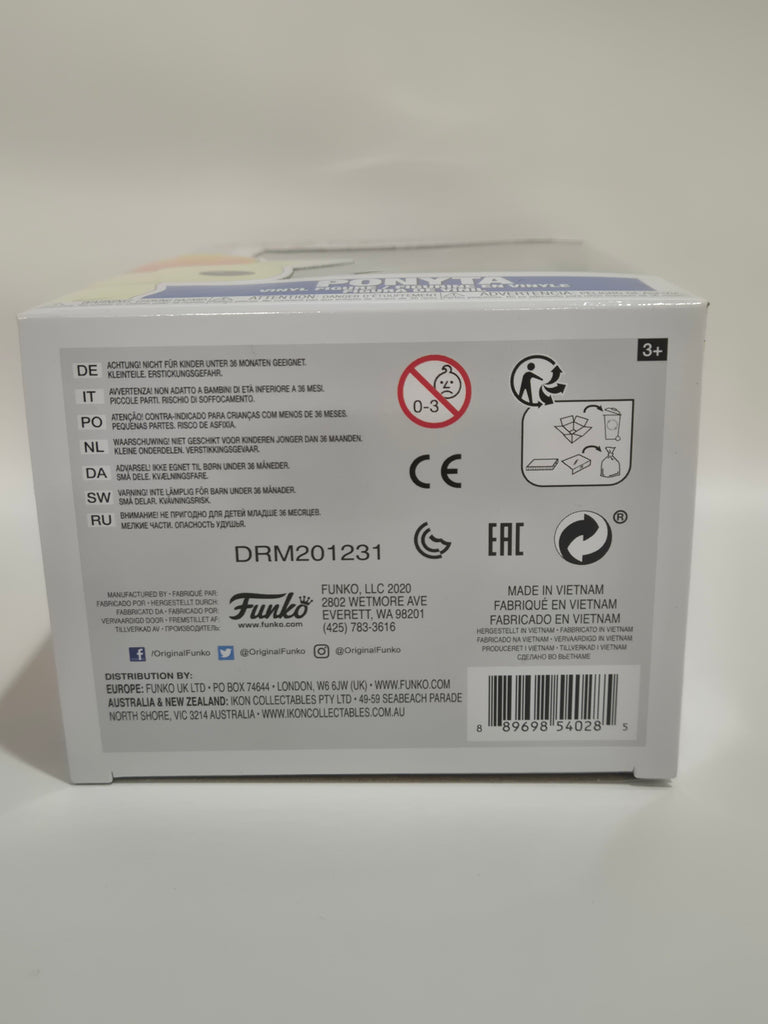 PONYTA
VINYL FIGURE/FIGURINE EN VINYLE
3+
DE ACHTUNG! NICHT FÜR KINDER UNTER 36 MONATEN GEEIGNET.
KLEINTEILE. ERSTICKUNGSGEFAHR.
IT AVVERTENZA! NON ADATTO A BAMBINI DI ETÀ INFERIORE A 36 MESI.
PICCOLE PARTI. RISCHIO DI SOFFOCAMENTO.
PO ATENÇÃO! CONTRA-INDICADO PARA CRIANÇAS COM MENOS DE 36 MESES.
PEQUENAS PARTES. RISCO DE ASFIXIA.
NL WAARSCHUWING! NIET GESCHIKT VOOR KINDEREN JONGER DAN 36 MAANDEN.
KLEINE ONDERDELEN. VERSTIKKINGSGEVAAR.
DA ADVARSEL! IKKE EGNET TIL BØRN UNDER 36 MÅNEDER.
SMÅ DELE. KVÆLNINGSFARE.
SW VARNING! INTE LÄMPLIG FÖR BARN UNDER 36 MÅNADER.
SMÅ DELAR. KVÄVNINGSRISK.
RU ВНИМАНИЕ! НЕ ПРИГОДНО ДЛЯ ДЕТЕЙ МЛАДШЕ 36 МЕСЯЦЕВ.
МЕЛКИЕ ЧАСТИ. ОПАСНОСТЬ УДУШЬЯ.
0-3
CE
DRM201231
EAC
®
MANUFACTURED BY • FABRIQUÉ PAR:
FABRICADO POR • HERGESTELLT DURCH:
FABBRICATO DA • FABRICADO POR:
VERVAARDIGD DOOR • FREMSTILLET AF:
TILLVERKAD AV • ПРОИЗВОДИТЕЛЬ:
Funko
www.funko.com
FUNKO, LLC 2020
2802 WETMORE AVE
EVERETT, WA 98201
(425) 783-3616
MADE IN VIETNAM
FABRIQUÉ EN VIETNAM
FABRICADO EN VIETNAM
HERGESTELLT IN VIETNAM • FABBRICATO IN VIETNAM
FABRICADO NA VIETNAM • VERVAARDIGD IN VIETNAM
PRODUCERET I VIETNAM • TILLVERKAD I VIETNAM
СДЕЛАНО ВО ВЬЕТНАМЕ
/OriginalFunko @OriginalFunko @OriginalFunko
DISTRIBUTION BY:
EUROPE: FUNKO UK LTD • PO BOX 74644 • LONDON, W6 6JW (UK) • WWW.FUNKO.COM
AUSTRALIA & NEW ZEALAND: IKON COLLECTABLES PTY LTD • 49-59 SEABEACH PARADE
NORTH SHORE, VIC 3214 AUSTRALIA • WWW.IKONCOLLECTABLES.COM.AU
8 89698 54028 5